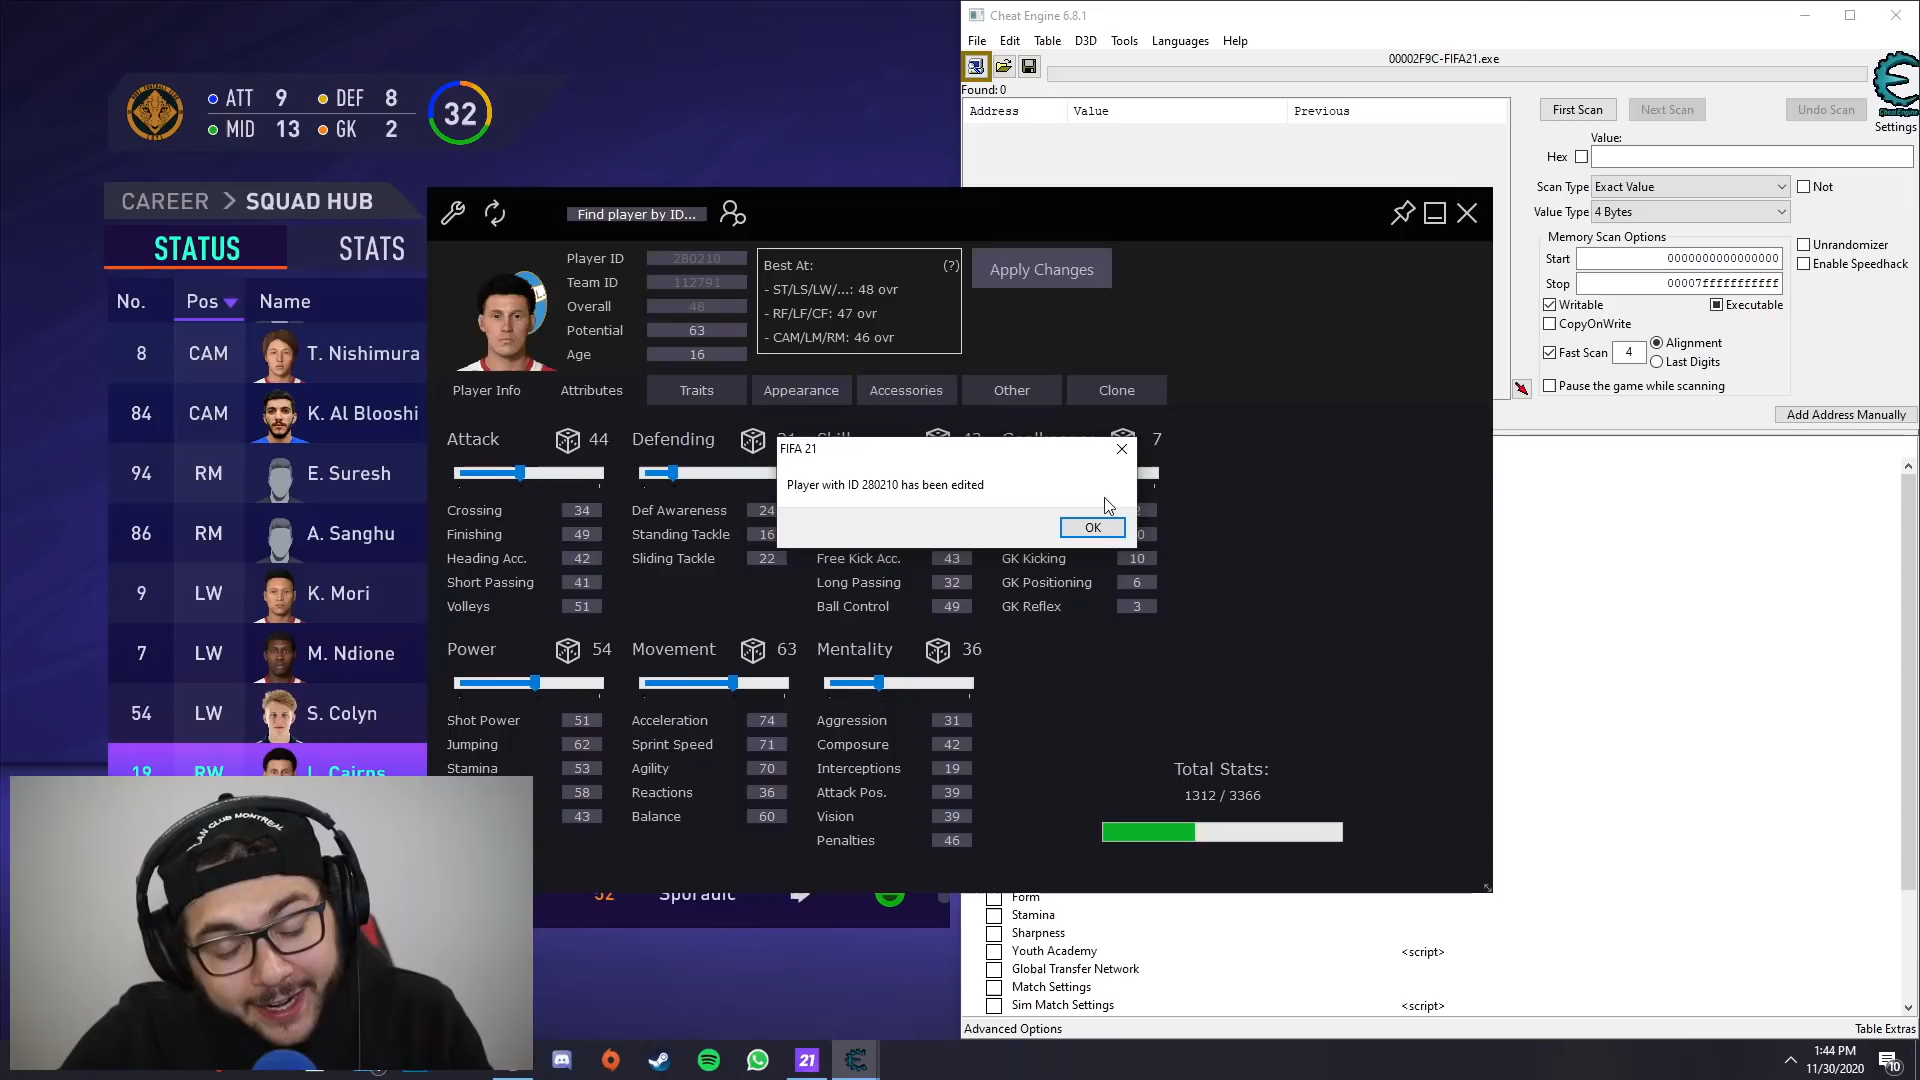 Cheat Engine 6.8.1
File Edit Table D3D Tools Languages Help
00002F9C-FIFA21.exe
Found: 0
Address Value Previous
First Scan Next Scan Undo Scan
Settings
Value:
Hex
Scan Type Exact Value Not
Value Type 4 Bytes
Memory Scan Options
Start 0000000000000000
Stop 00007fffffffffff
Unrandomizer
Enable Speedhack
Writable Executable
CopyOnWrite
Fast Scan 4 Alignment
Last Digits
Pause the game while scanning
Add Address Manually
ATT 9 DEF 8
MID 13 GK 2
32
CAREER > SQUAD HUB
STATUS STATS
No. Pos Name
8 CAM T. Nishimura
84 CAM K. Al Blooshi
94 RM E. Suresh
86 RM A. Sanghu
9 LW K. Mori
7 LW M. Ndione
54 LW S. Colyn
19 RW L. Cairns
Find player by ID...
Player ID 280210
Team ID 112791
Overall 48
Potential 63
Age 16
Best At: (?)
- ST/LS/LW/...: 48 ovr
- RF/LF/CF: 47 ovr
- CAM/LM/RM: 46 ovr
Apply Changes
Player Info Attributes Traits Appearance Accessories Other Clone
Attack 44 Defending
7
FIFA 21
Player with ID 280210 has been edited
OK
Crossing 34
Finishing 49
Heading Acc. 42
Short Passing 41
Volleys 51
Def Awareness 24
Standing Tackle 16
Sliding Tackle 22
Free Kick Acc. 43
Long Passing 32
Ball Control 49
GK Kicking 10
GK Positioning 6
GK Reflex 3
Power 54 Movement 63 Mentality 36
Shot Power 51
Jumping 62
Stamina 53
58
43
Acceleration 74
Sprint Speed 71
Agility 70
Reactions 36
Balance 60
Aggression 31
Composure 42
Interceptions 19
Attack Pos. 39
Vision 39
Penalties 46
Total Stats:
1312 / 3366
52 Sporadic
Form
Stamina
Sharpness
Youth Academy <script>
Global Transfer Network
Match Settings
Sim Match Settings <script>
Advanced Options Table Extras
21
1:44 PM
11/30/2020
10